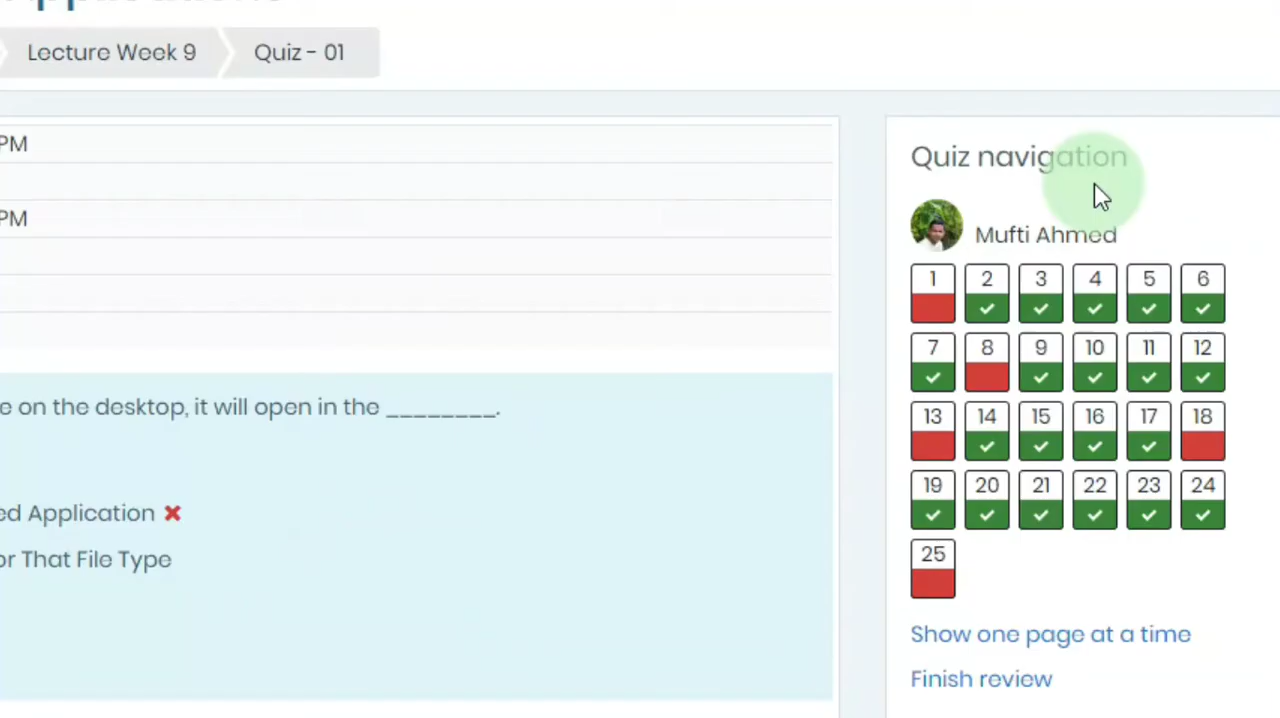 Lecture Week 9
Quiz - 01
PM
PM
e on the desktop, it will open in the ________.
ed Application
or That File Type
Quiz navigation
Mufti Ahmed
1 2 3 4 5 6
7 8 9 10 11 12
13 14 15 16 17 18
19 20 21 22 23 24
25
Show one page at a time
Finish review